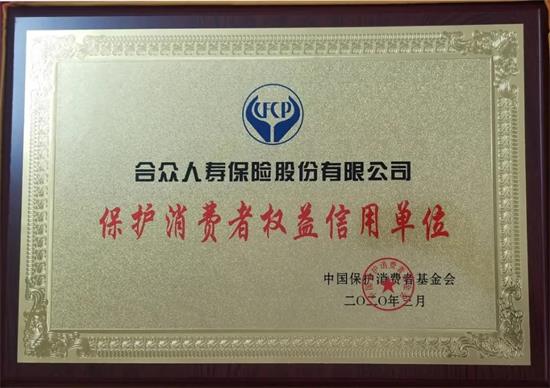 CFCP
合众人寿保险股份有限公司
保护消费者权益信用单位
中国保护消费者基金会
二〇二〇年三月